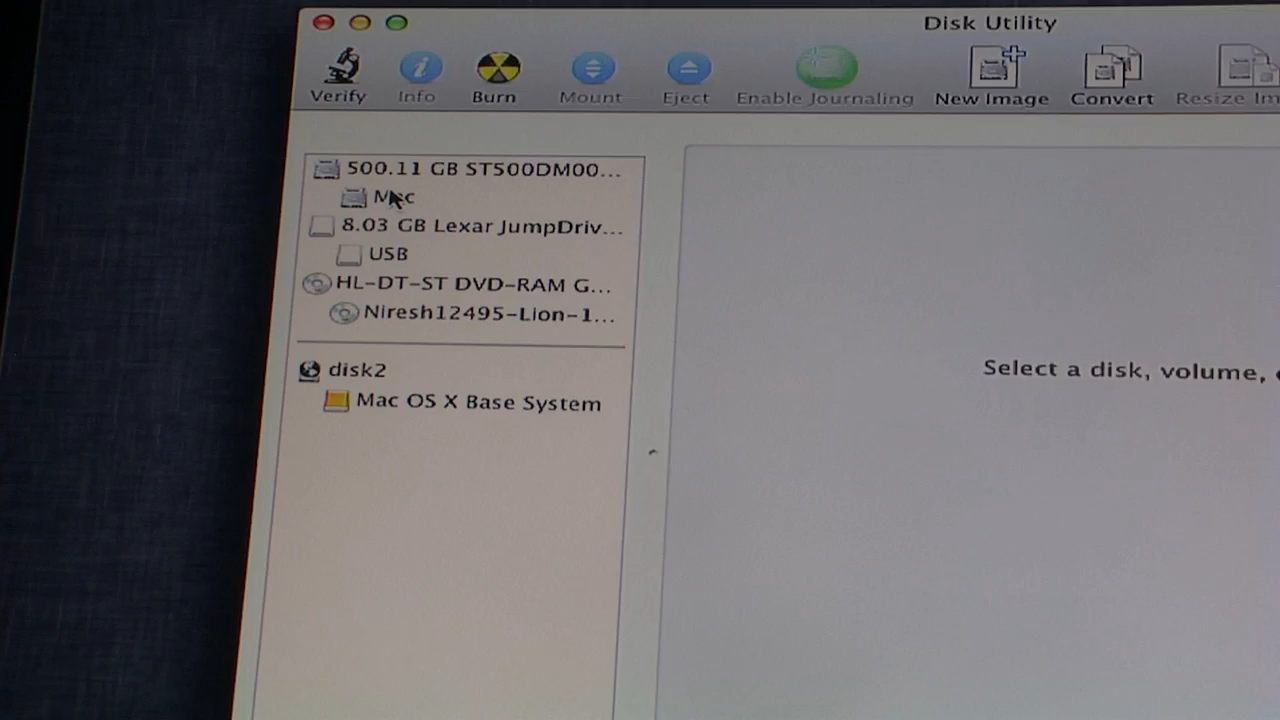 Disk Utility
Verify Info Burn Mount Eject Enable Journaling New Image Convert Resize Im
500.11 GB ST500DM00...
Mac
8.03 GB Lexar JumpDriv...
USB
HL-DT-ST DVD-RAM G...
Niresh12495-Lion-1...
disk2
Mac OS X Base System
Select a disk, volume,